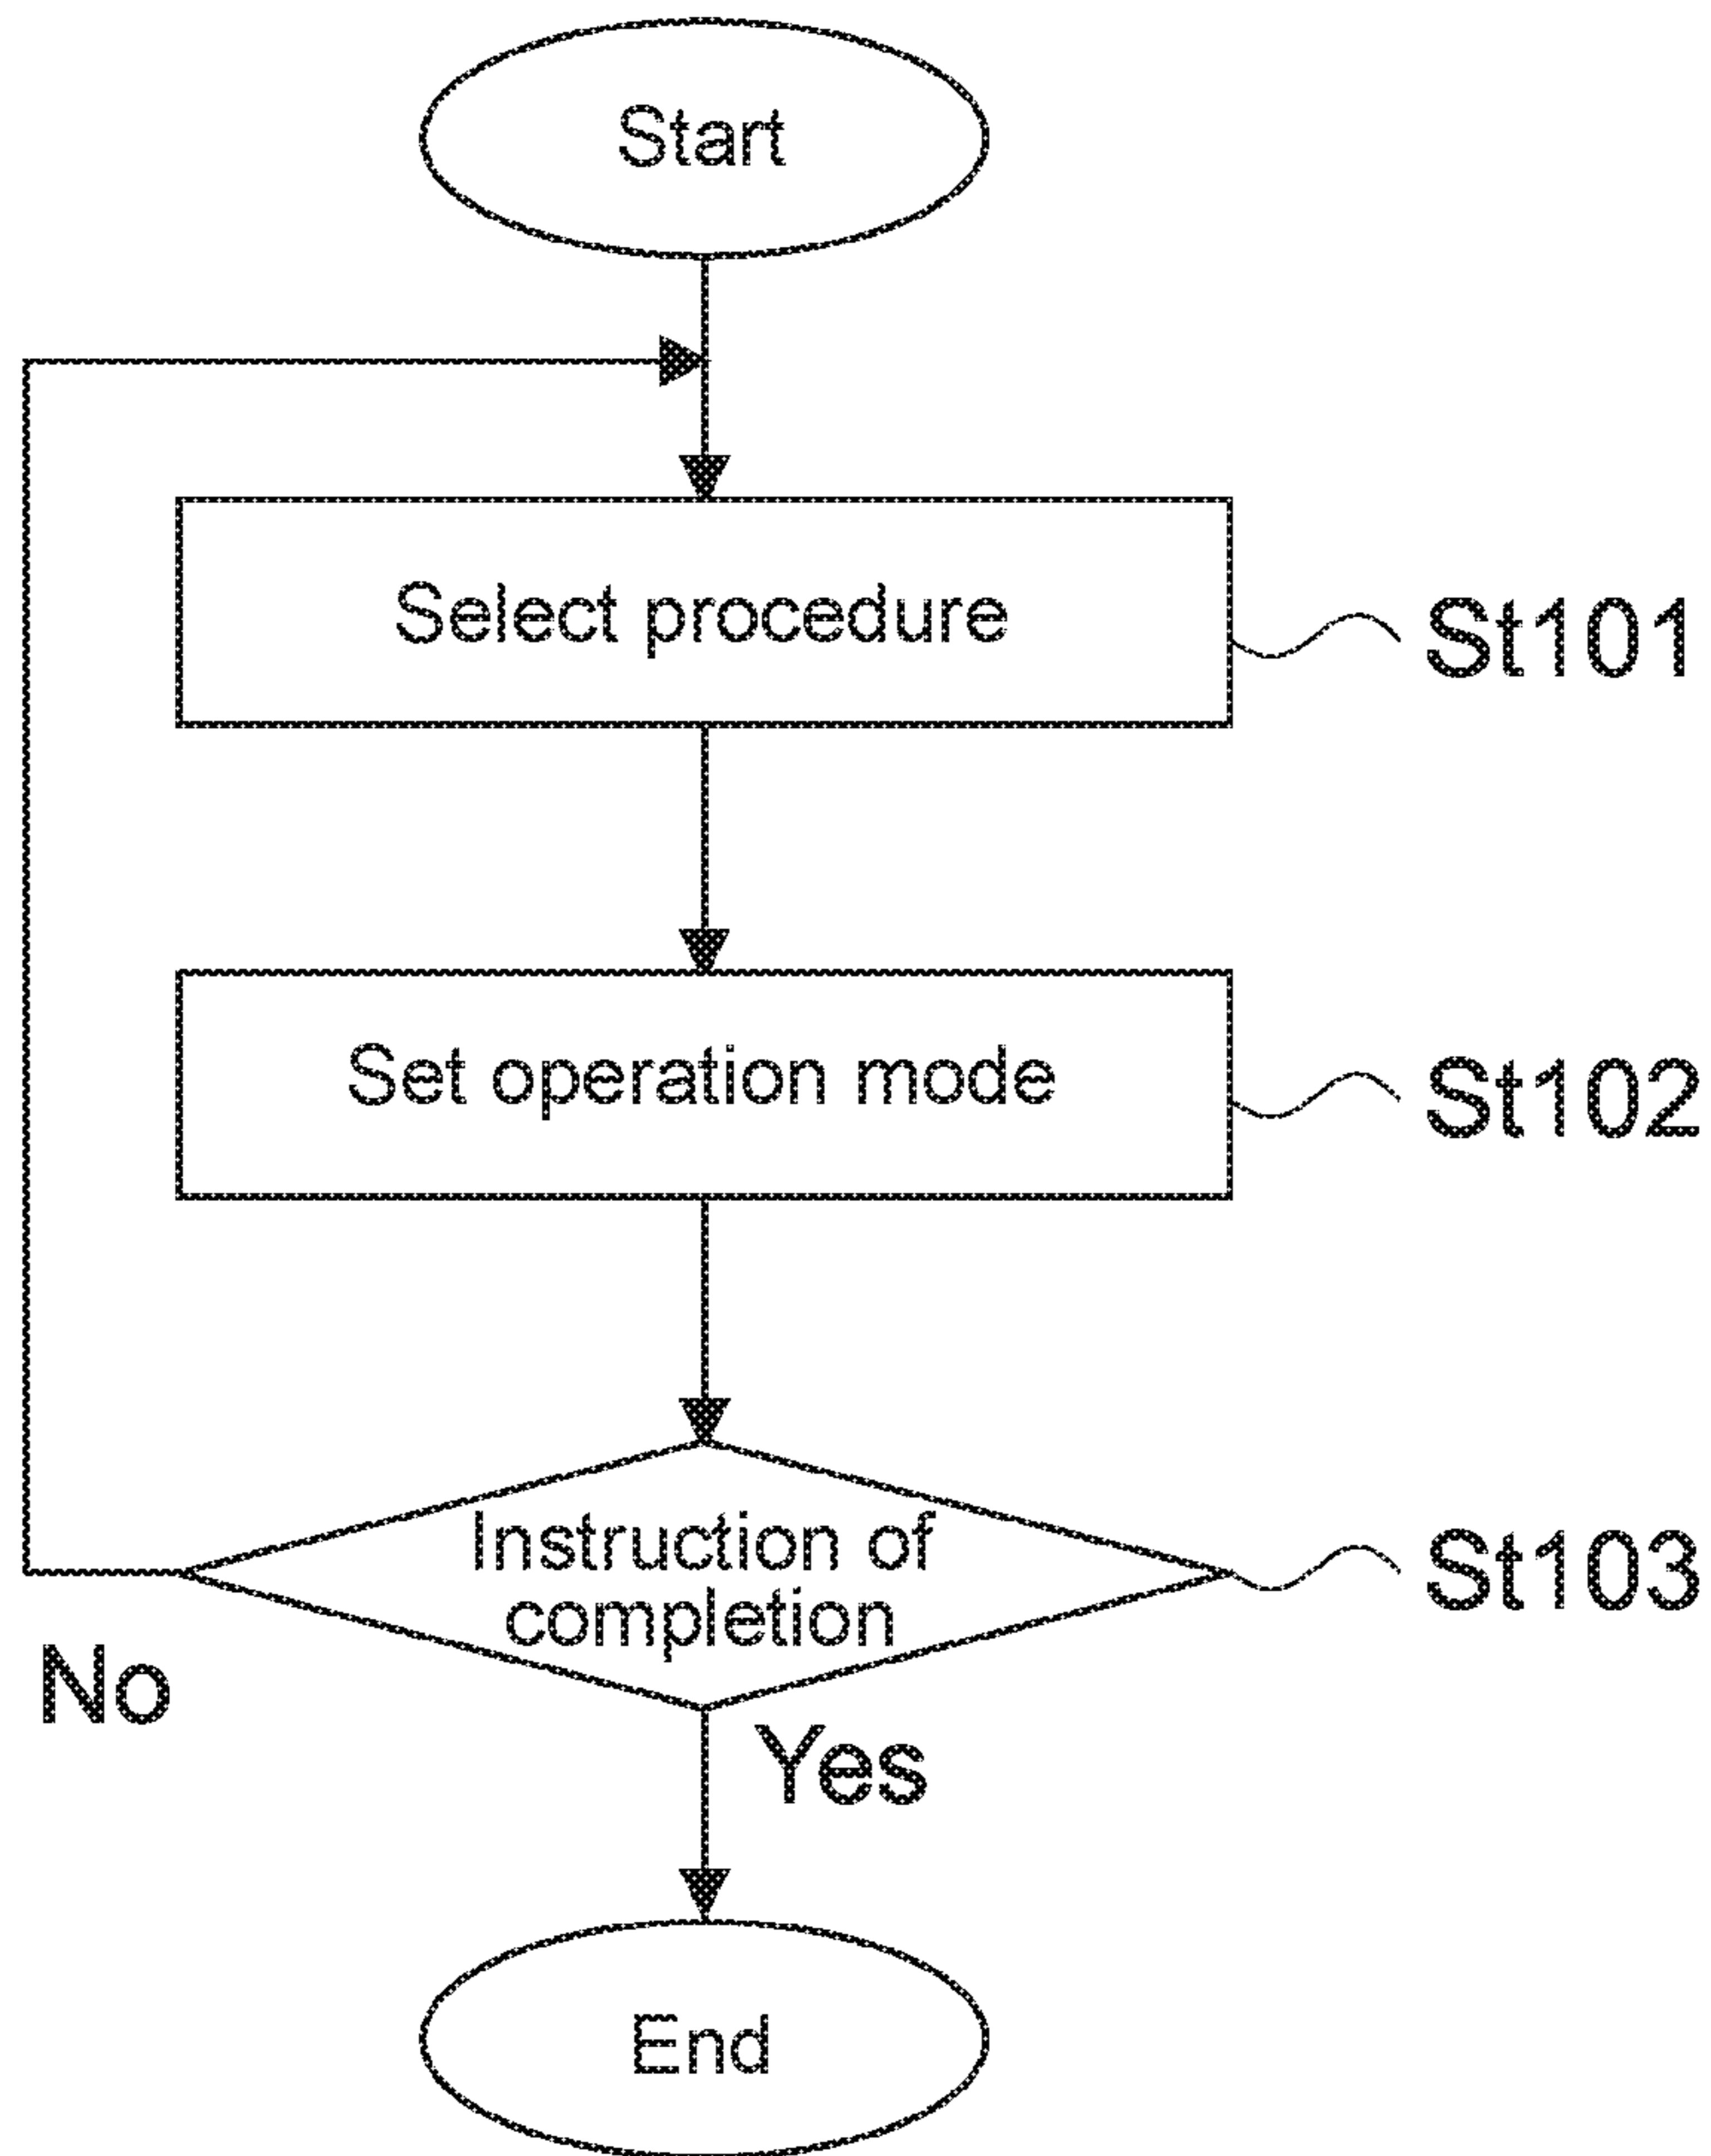 Start
Select procedure
St101
Set operation mode
St102
Instruction of
completion
St103
No
Yes
End